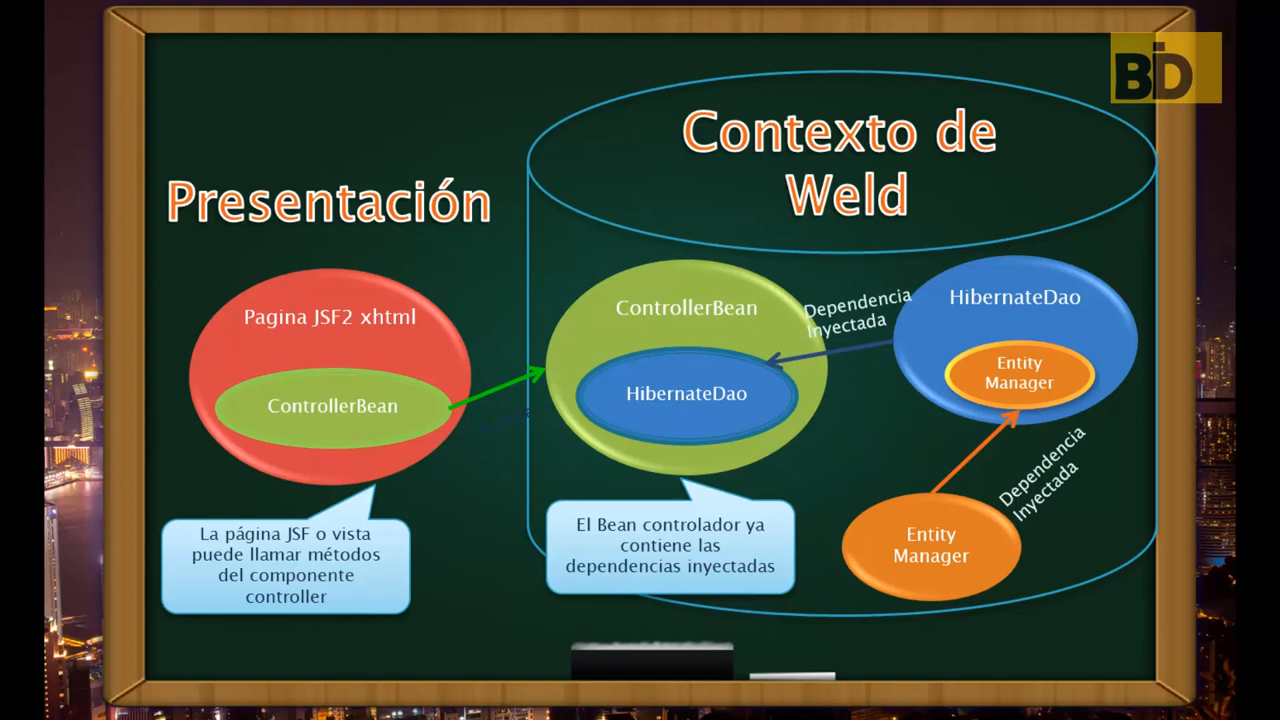 BiD
Contexto de
Weld
Presentación
Pagina JSF2 xhtml
ControllerBean
ControllerBean
HibernateDao
Dependencia
Inyectada
HibernateDao
Entity
Manager
Dependencia
Inyectada
Entity
Manager
La página JSF o vista
puede llamar métodos
del componente
controller
El Bean controlador ya
contiene las
dependencias inyectadas